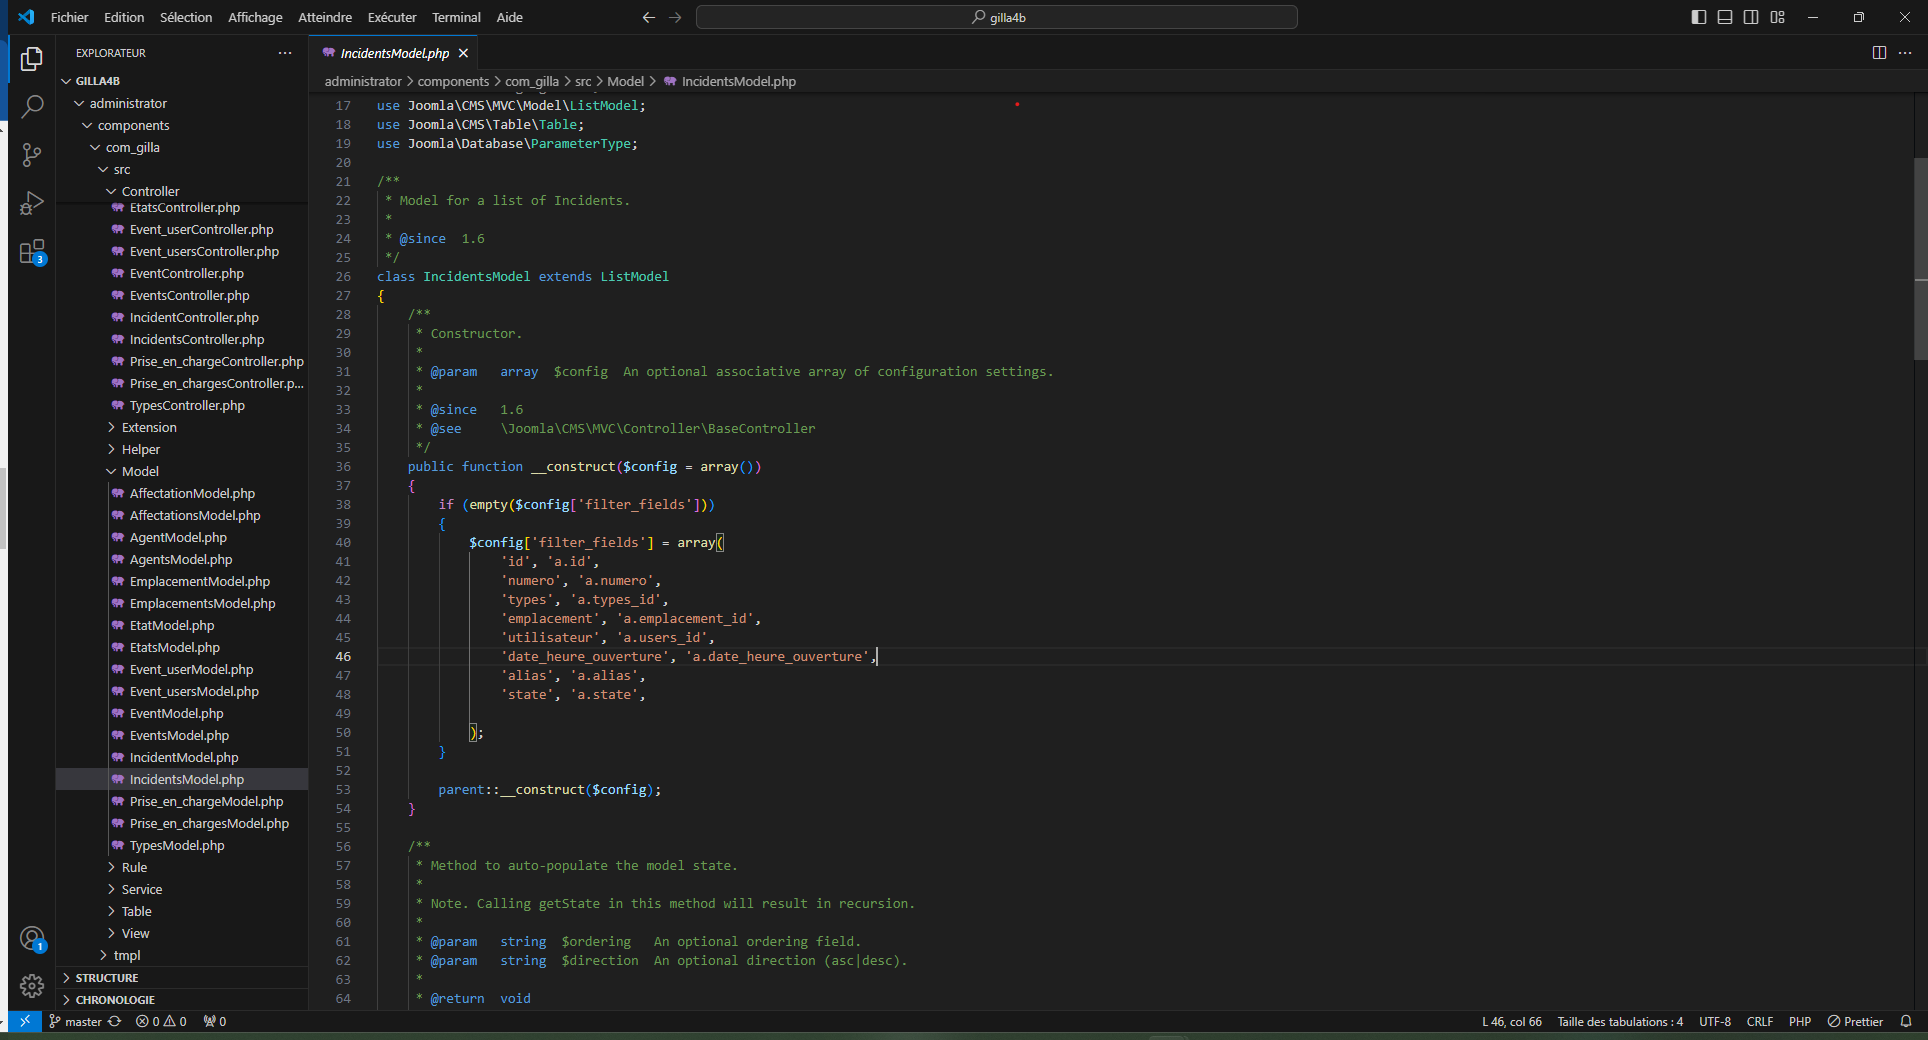 Fichier Edition Sélection Affichage Atteindre Exécuter Terminal Aide
gilla4b
EXPLORATEUR
GILLA4B
administrator
components
com_gilla
src
Controller
EtatsController.php
Event_userController.php
Event_usersController.php
EventController.php
EventsController.php
IncidentController.php
IncidentsController.php
Prise_en_chargeController.php
Prise_en_chargesController.p...
TypesController.php
Extension
Helper
Model
AffectationModel.php
AffectationsModel.php
AgentModel.php
AgentsModel.php
EmplacementModel.php
EmplacementsModel.php
EtatModel.php
EtatsModel.php
Event_userModel.php
Event_usersModel.php
EventModel.php
EventsModel.php
IncidentModel.php
IncidentsModel.php
Prise_en_chargeModel.php
Prise_en_chargesModel.php
TypesModel.php
Rule
Service
Table
View
tmpl
STRUCTURE
CHRONOLOGIE
3
1
IncidentsModel.php
administrator > components > com_gilla > src > Model > IncidentsModel.php
17 use Joomla\CMS\MVC\Model\ListModel;
18 use Joomla\CMS\Table\Table;
19 use Joomla\Database\ParameterType;
20
21 /**
22  * Model for a list of Incidents.
23  *
24  * @since  1.6
25  */
26 class IncidentsModel extends ListModel
27 {
28     /**
29      * Constructor.
30      *
31      * @param   array  $config  An optional associative array of configuration settings.
32      *
33      * @since   1.6
34      * @see     \Joomla\CMS\MVC\Controller\BaseController
35      */
36     public function __construct($config = array())
37     {
38         if (empty($config['filter_fields']))
39         {
40             $config['filter_fields'] = array(
41                 'id', 'a.id',
42                 'numero', 'a.numero',
43                 'types', 'a.types_id',
44                 'emplacement', 'a.emplacement_id',
45                 'utilisateur', 'a.users_id',
46                 'date_heure_ouverture', 'a.date_heure_ouverture',
47                 'alias', 'a.alias',
48                 'state', 'a.state',
49
50             );
51         }
52
53         parent::__construct($config);
54     }
55
56     /**
57      * Method to auto-populate the model state.
58      *
59      * Note. Calling getState in this method will result in recursion.
60      *
61      * @param   string  $ordering   An optional ordering field.
62      * @param   string  $direction  An optional direction (asc|desc).
63      *
64      * @return  void
master 0 0 0 L 46, col 66 Taille des tabulations : 4 UTF-8 CRLF PHP Prettier